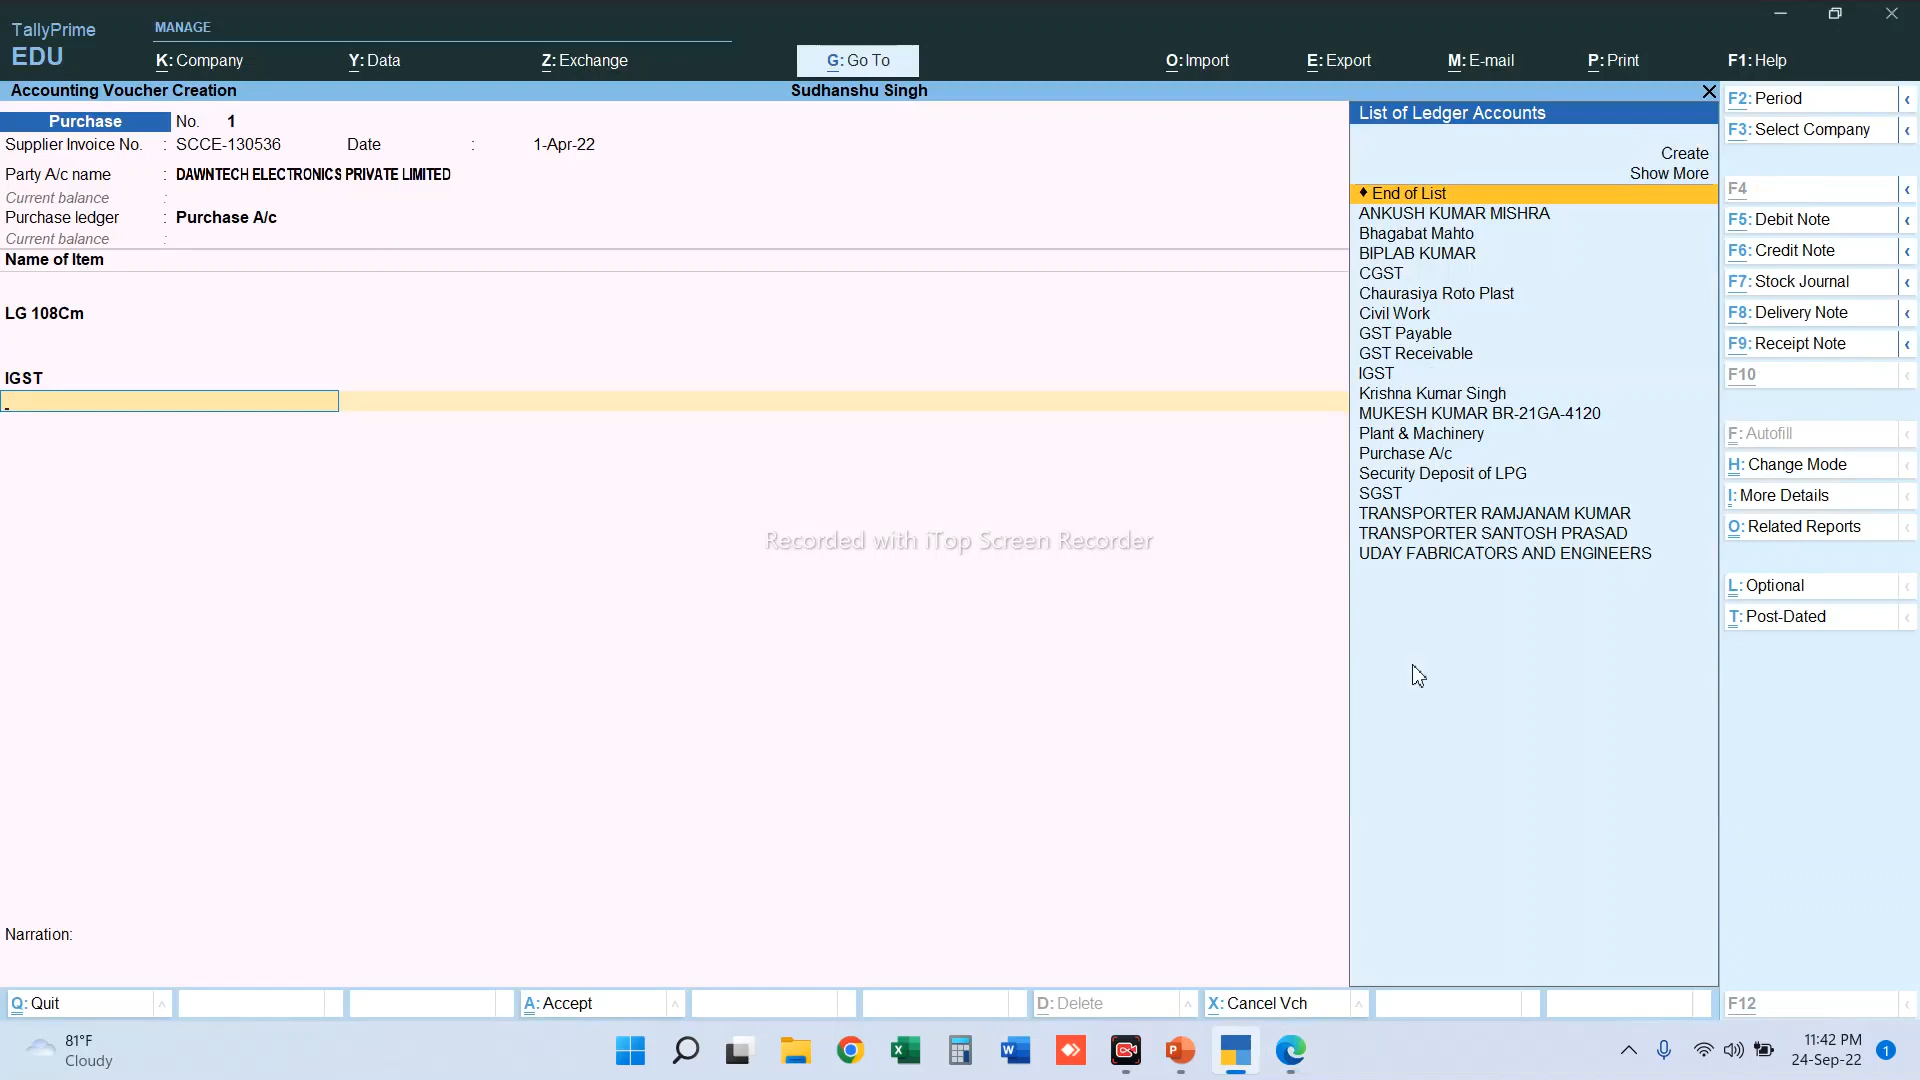 TallyPrime
EDU
MANAGE
K: Company
Y: Data
Z: Exchange
G: Go To
O: Import
E: Export
M: E-mail
P: Print
F1: Help
Accounting Voucher Creation
Sudhanshu Singh
Purchase No. 1
Supplier Invoice No. : SCCE-130536 Date : 1-Apr-22
Party A/c name : DAWNTECH ELECTRONICS PRIVATE LIMITED
Current balance :
Purchase ledger : Purchase A/c
Current balance :
Name of Item
LG 108Cm
IGST
Narration:
Recorded with iTop Screen Recorder
List of Ledger Accounts
Create
Show More
♦ End of List
ANKUSH KUMAR MISHRA
Bhagabat Mahto
BIPLAB KUMAR
CGST
Chaurasiya Roto Plast
Civil Work
GST Payable
GST Receivable
IGST
Krishna Kumar Singh
MUKESH KUMAR BR-21GA-4120
Plant & Machinery
Purchase A/c
Security Deposit of LPG
SGST
TRANSPORTER RAMJANAM KUMAR
TRANSPORTER SANTOSH PRASAD
UDAY FABRICATORS AND ENGINEERS
F2: Period
F3: Select Company
F4
F5: Debit Note
F6: Credit Note
F7: Stock Journal
F8: Delivery Note
F9: Receipt Note
F10
F: Autofill
H: Change Mode
I: More Details
O: Related Reports
L: Optional
T: Post-Dated
F12
Q: Quit
A: Accept
D: Delete
X: Cancel Vch
81°F
Cloudy
11:42 PM
24-Sep-22
1